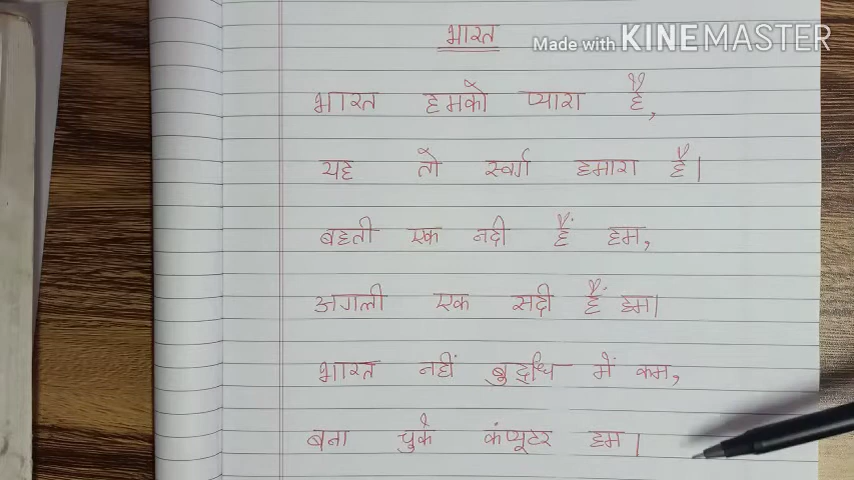 भारत
Made with KINEMASTER
भारत हमको प्यारा है,
यह तो स्वर्ग हमारा है।
बहती एक नदी हैं हम,
अगली एक सदी हैं हम।
भारत नहीं बुद्धि में कम,
बना चुके कंप्यूटर हम।